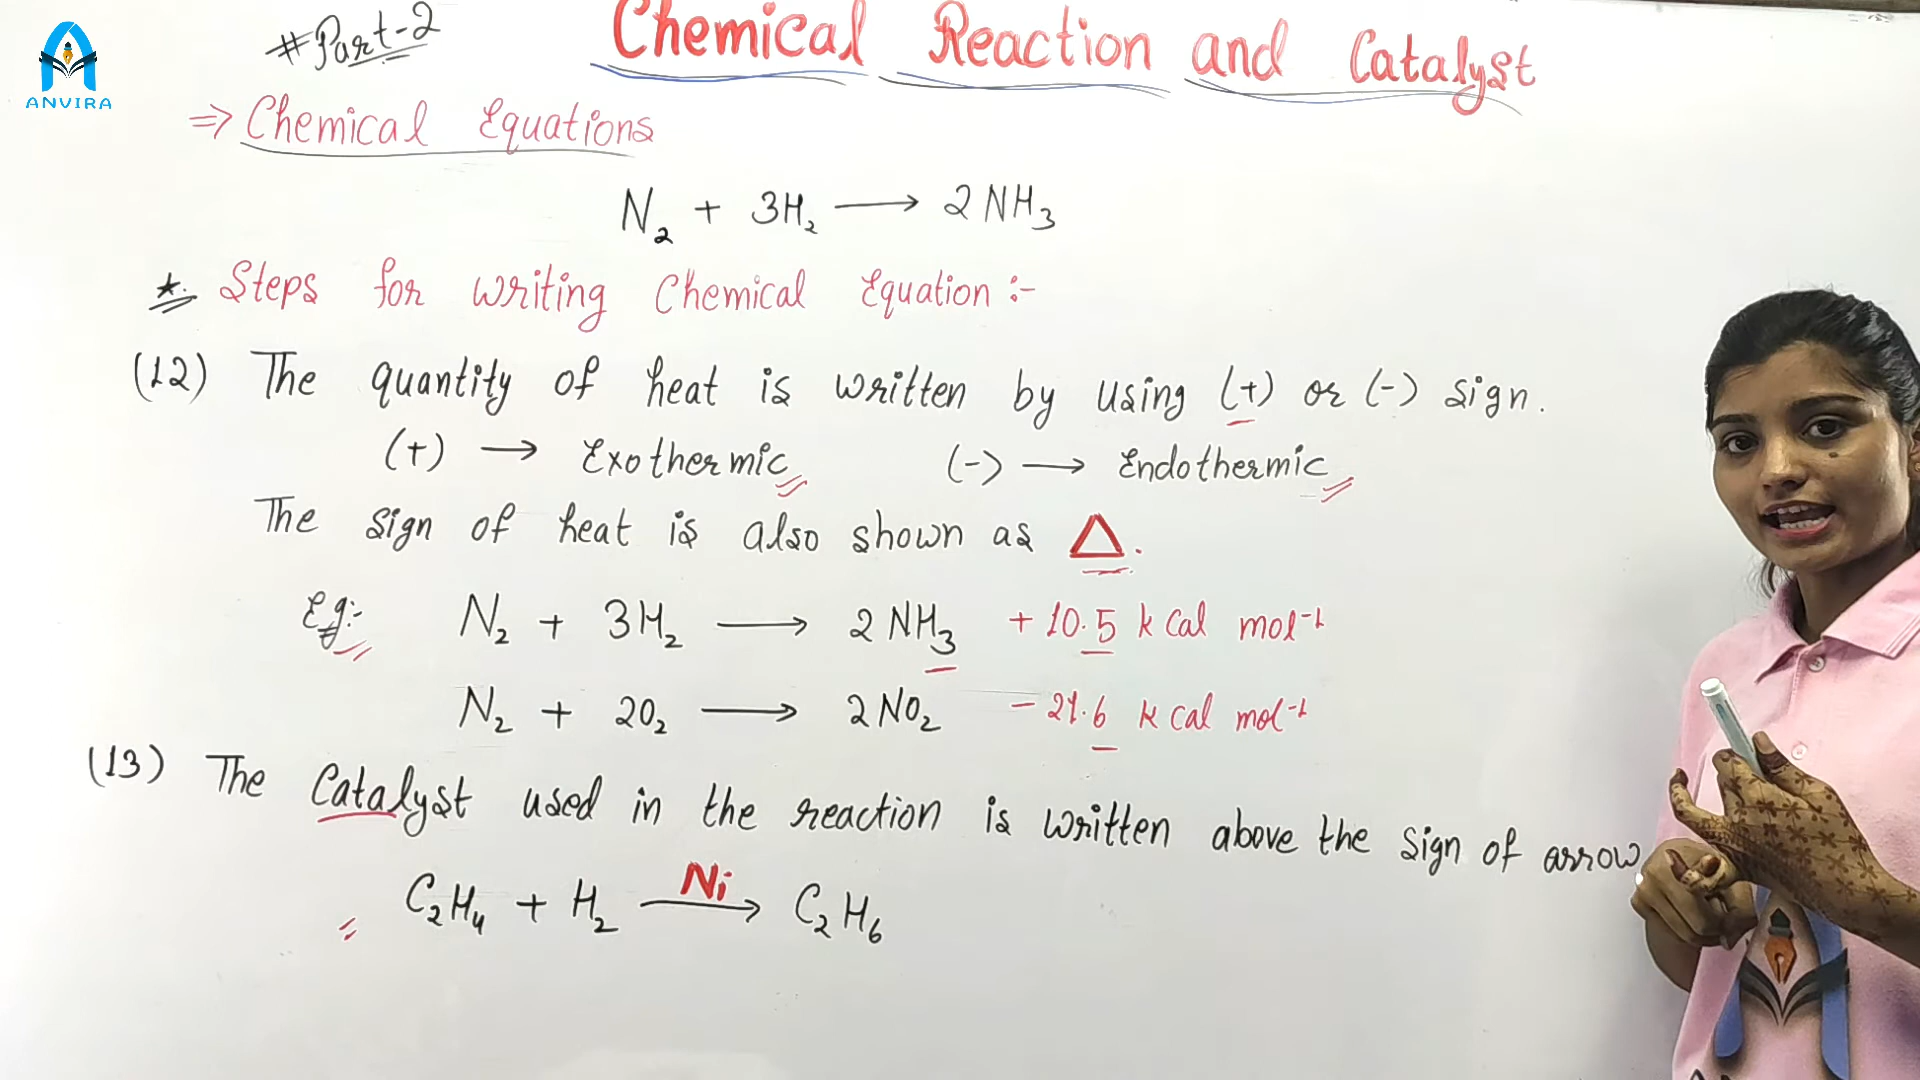 ANVIRA
# Part-2
Chemical Reaction and Catalyst
⇒ Chemical Equations
N₂ + 3H₂ ⟶ 2NH₃
* Steps for writing Chemical Equation :-
(12) The quantity of heat is written by using (+) or (-) sign.
(+) ⟶ Exothermic (-) ⟶ Endothermic
The sign of heat is also shown as △.
Eg:- N₂ + 3H₂ ⟶ 2NH₃ + 10.5 k Cal mol⁻¹
N₂ + 2O₂ ⟶ 2NO₂ - 21.6 k Cal mol⁻¹
(13) The Catalyst used in the reaction is written above the sign of arrow
Ni
C₂H₄ + H₂ ⟶ C₂H₆